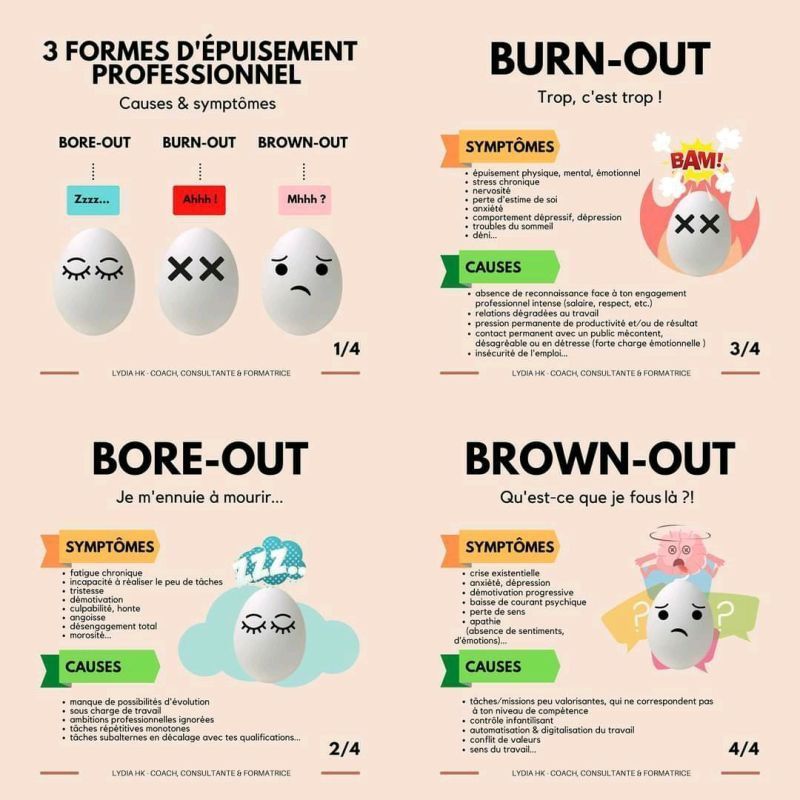 3 FORMES D'ÉPUISEMENT
PROFESSIONNEL
Causes & symptômes
BORE-OUT
BURN-OUT
BROWN-OUT
Zzzz...
Ahhh !
Mhhh ?
1/4
LYDIA HK - COACH, CONSULTANTE & FORMATRICE
BORE-OUT
Je m'ennuie à mourir...
SYMPTÔMES
ZZZ...
• fatigue chronique
• incapacité à réaliser le peu de tâches
• tristesse
• démotivation
• culpabilité, honte
• angoisse
• désengagement total
• morosité...
CAUSES
• manque de possibilités d'évolution
• sous charge de travail
• ambitions professionnelles ignorées
• tâches répétitives monotones
• tâches subalternes en décalage avec tes qualifications...
2/4
LYDIA HK - COACH, CONSULTANTE & FORMATRICE
BURN-OUT
Trop, c'est trop !
SYMPTÔMES
BAM!
• épuisement physique, mental, émotionnel
• stress chronique
• nervosité
• perte d'estime de soi
• anxiété
• comportement dépressif, dépression
• troubles du sommeil
• déni...
CAUSES
• absence de reconnaissance face à ton engagement
professionnel intense (salaire, respect, etc.)
• relations dégradées au travail
• pression permanente de productivité et/ou de résultat
• contact permanent avec un public mécontent,
désagréable ou en détresse (forte charge émotionnelle )
• insécurité de l'emploi...
3/4
LYDIA HK - COACH, CONSULTANTE & FORMATRICE
BROWN-OUT
Qu'est-ce que je fous là ?!
SYMPTÔMES
• crise existentielle
• anxiété, dépression
• démotivation progressive
• baisse de courant psychique
• perte de sens
• apathie
(absence de sentiments,
d'émotions)...
? ?
CAUSES
• tâches/missions peu valorisantes, qui ne correspondent pas
à ton niveau de compétence
• contrôle infantilisant
• automatisation & digitalisation du travail
• conflit de valeurs
• sens du travail...
4/4
LYDIA HK - COACH, CONSULTANTE & FORMATRICE